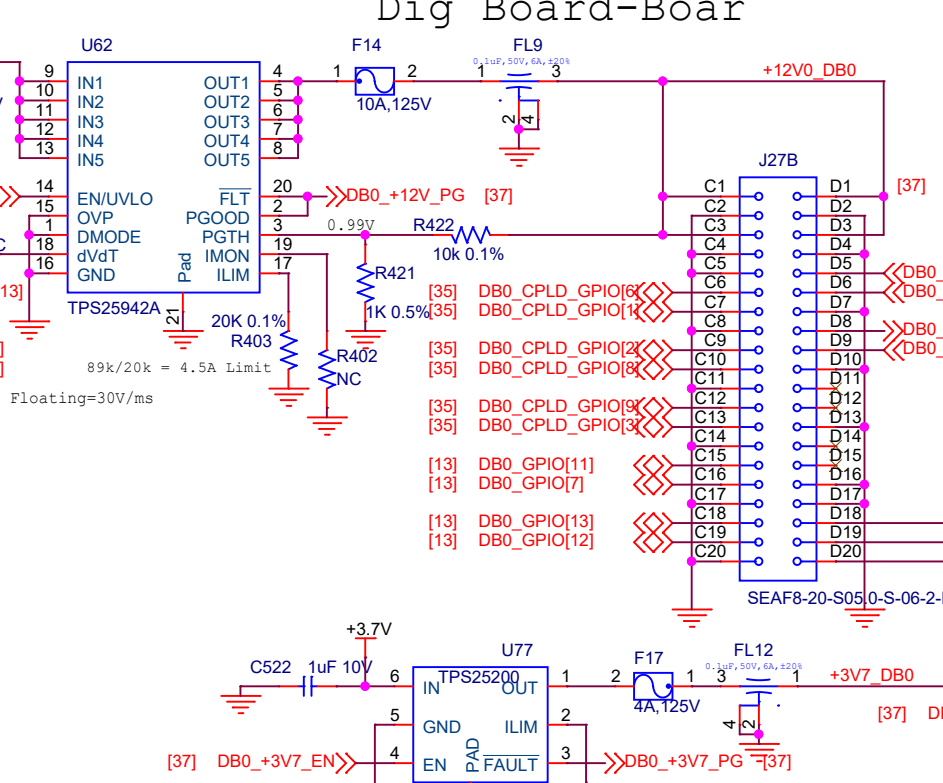 Dig Board-Boar
U62
F14
FL9
0.1uF,50V,6A,±20%
9 IN1 OUT1 4
1 2
1 3
+12V0_DB0
10 IN2 OUT2 5
10A,125V
11 IN3 OUT3 6
2 4
12 IN4 OUT4 7
13 IN5 OUT5 8
J27B
14 EN/UVLO FLT 20
DB0_+12V_PG [37]
C1 D1 [37]
15 OVP PGOOD 2
C2 D2
1 DMODE PGTH 3
0.99V
R422
C3 D3
18 dVdT IMON 19
10k 0.1%
C4 D4
16 GND ILIM 17
Pad
R421
C5 D5 DB0_
[13]
[35] DB0_CPLD_GPIO[6]
C6 D6 DB0_
TPS25942A
21
1K 0.5%
[35] DB0_CPLD_GPIO[1]
C7 D7
20K 0.1%
R403
C8 D8 DB0_
R402
[35] DB0_CPLD_GPIO[2]
C9 D9 DB0_
89k/20k = 4.5A Limit
NC
[35] DB0_CPLD_GPIO[8]
C10 D10
C11 D11
Floating=30V/ms
[35] DB0_CPLD_GPIO[9]
C12 D12
[35] DB0_CPLD_GPIO[3]
C13 D13
C14 D14
[13] DB0_GPIO[11]
C15 D15
[13] DB0_GPIO[7]
C16 D16
C17 D17
[13] DB0_GPIO[13]
C18 D18
[13] DB0_GPIO[12]
C19 D19
C20 D20
SEAF8-20-S05.0-S-06-2-
+3.7V
U77
F17
FL12
C522 1uF 10V
0.1uF,50V,6A,±20%
6 IN TPS25200 OUT 1
2 1
3 1
+3V7_DB0
4A,125V
5 GND ILIM 2
4 2
[37]
[37] DB0_+3V7_EN
4 EN PAD FAULT 3
DB0_+3V7_PG [37]